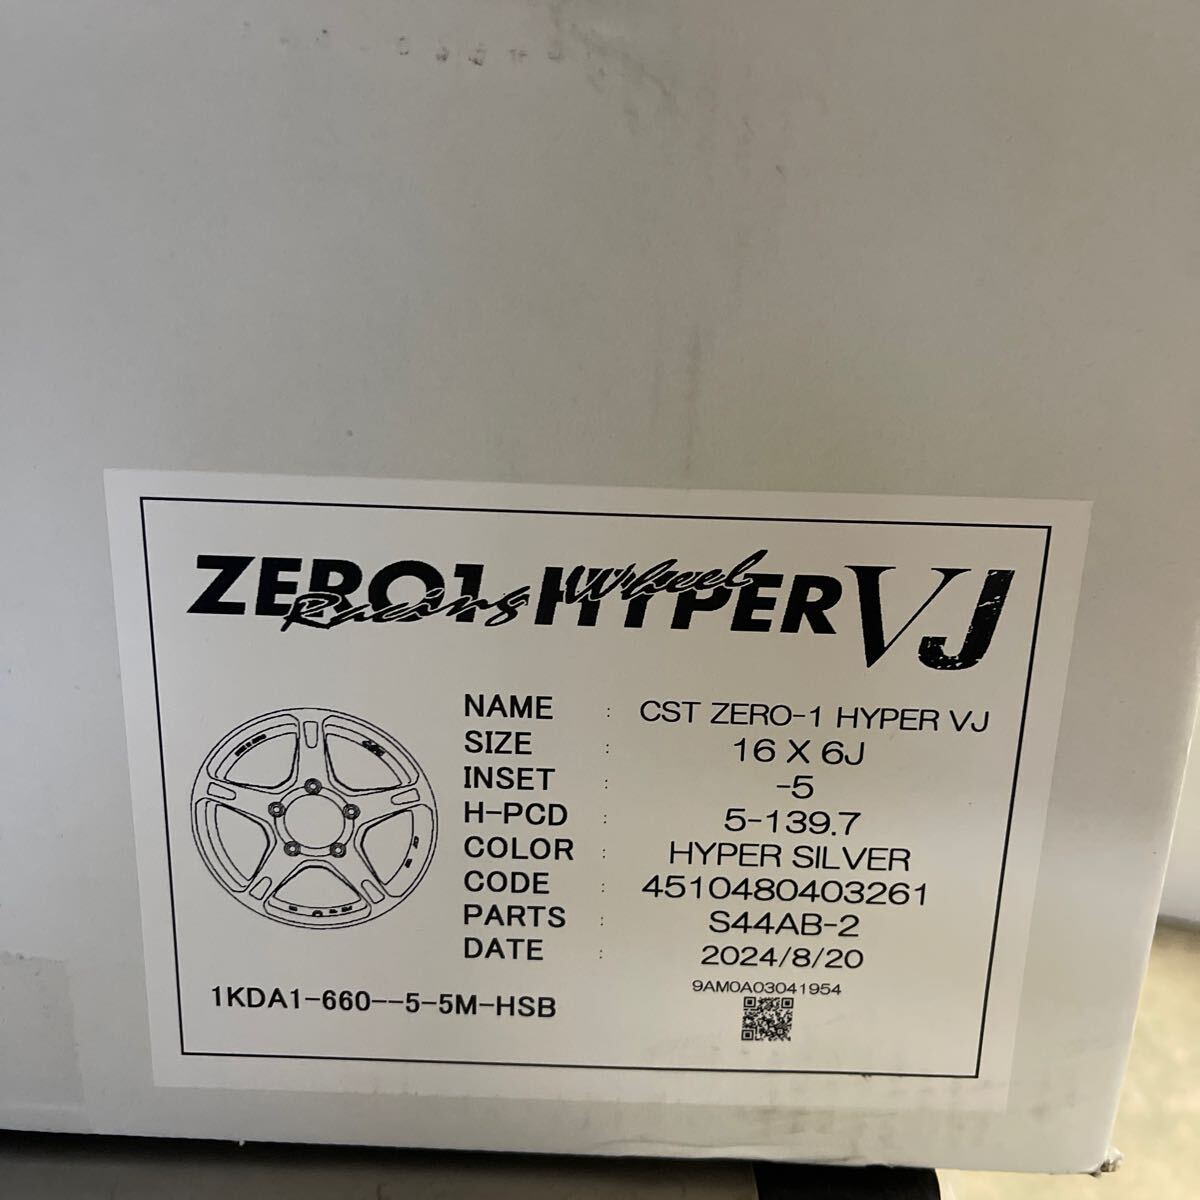 ZERO1 HYPER VJ
Racing Wheel
NAME : CST ZERO-1 HYPER VJ
SIZE : 16 X 6J
INSET : -5
H-PCD : 5-139.7
COLOR : HYPER SILVER
CODE : 4510480403261
PARTS : S44AB-2
DATE : 2024/8/20
9AM0A03041954
1KDA1-660--5-5M-HSB